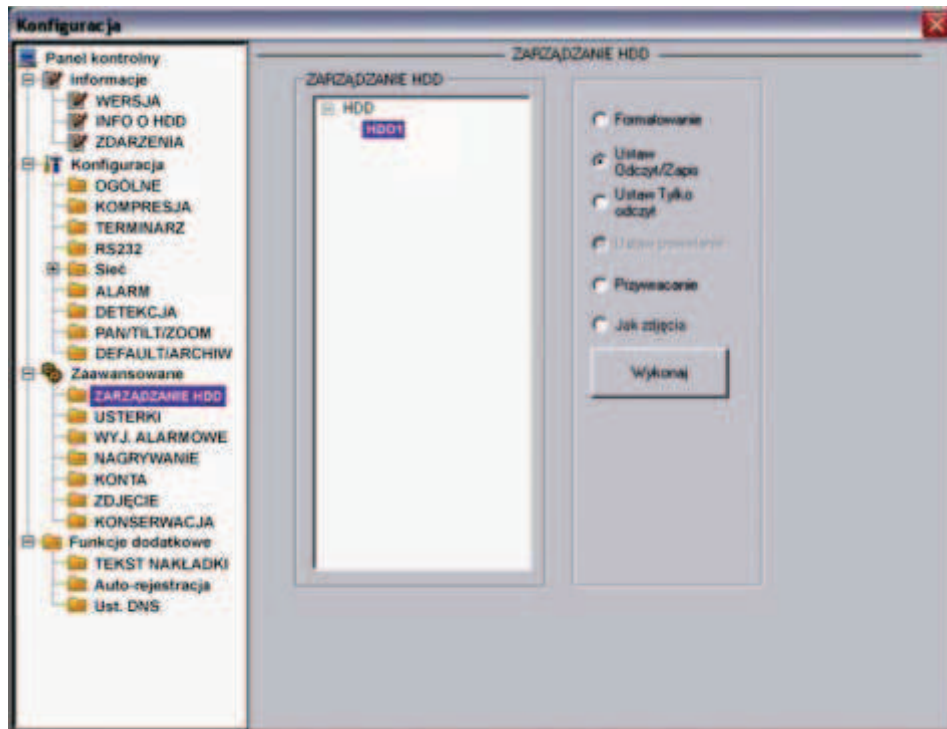 Konfiguracja
Panel kontrolny
Informacje
WERSJA
INFO O HDD
ZDARZENIA
Konfiguracja
OGÓLNE
KOMPRESJA
TERMINARZ
RS232
Sieć
ALARM
DETEKCJA
PAN/TILT/ZOOM
DEFAULT/ARCHIW
Zaawansowane
ZARZĄDZANIE HDD
USTERKI
WYJ. ALARMOWE
NAGRYWANIE
KONTA
ZDJĘCIE
KONSERWACJA
Funkcje dodatkowe
TEKST NAKŁADKI
Auto-rejestracja
Ust. DNS
ZARZĄDZANIE HDD
ZARZĄDZANIE HDD
HDD
HDD1
Formatowanie
Ustaw
Odczyt/Zapis
Ustaw Tylko
odczyt
Ustaw
Przywracanie
Jak zdjęcia
Wykonaj